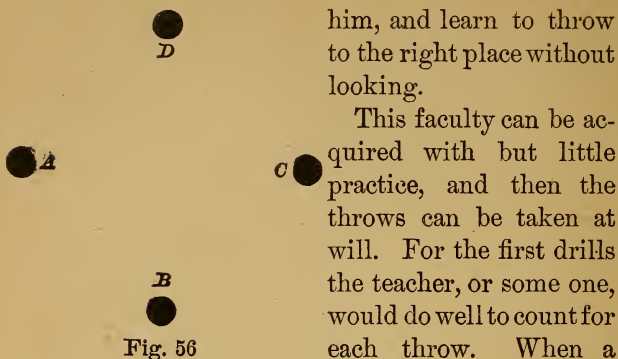 D
A
C
B
Fig. 56
him, and learn to throw
to the right place without
looking.
This faculty can be ac-
quired with but little
practice, and then the
throws can be taken at
will. For the first drills
the teacher, or some one,
would do well to count for
each throw. When a